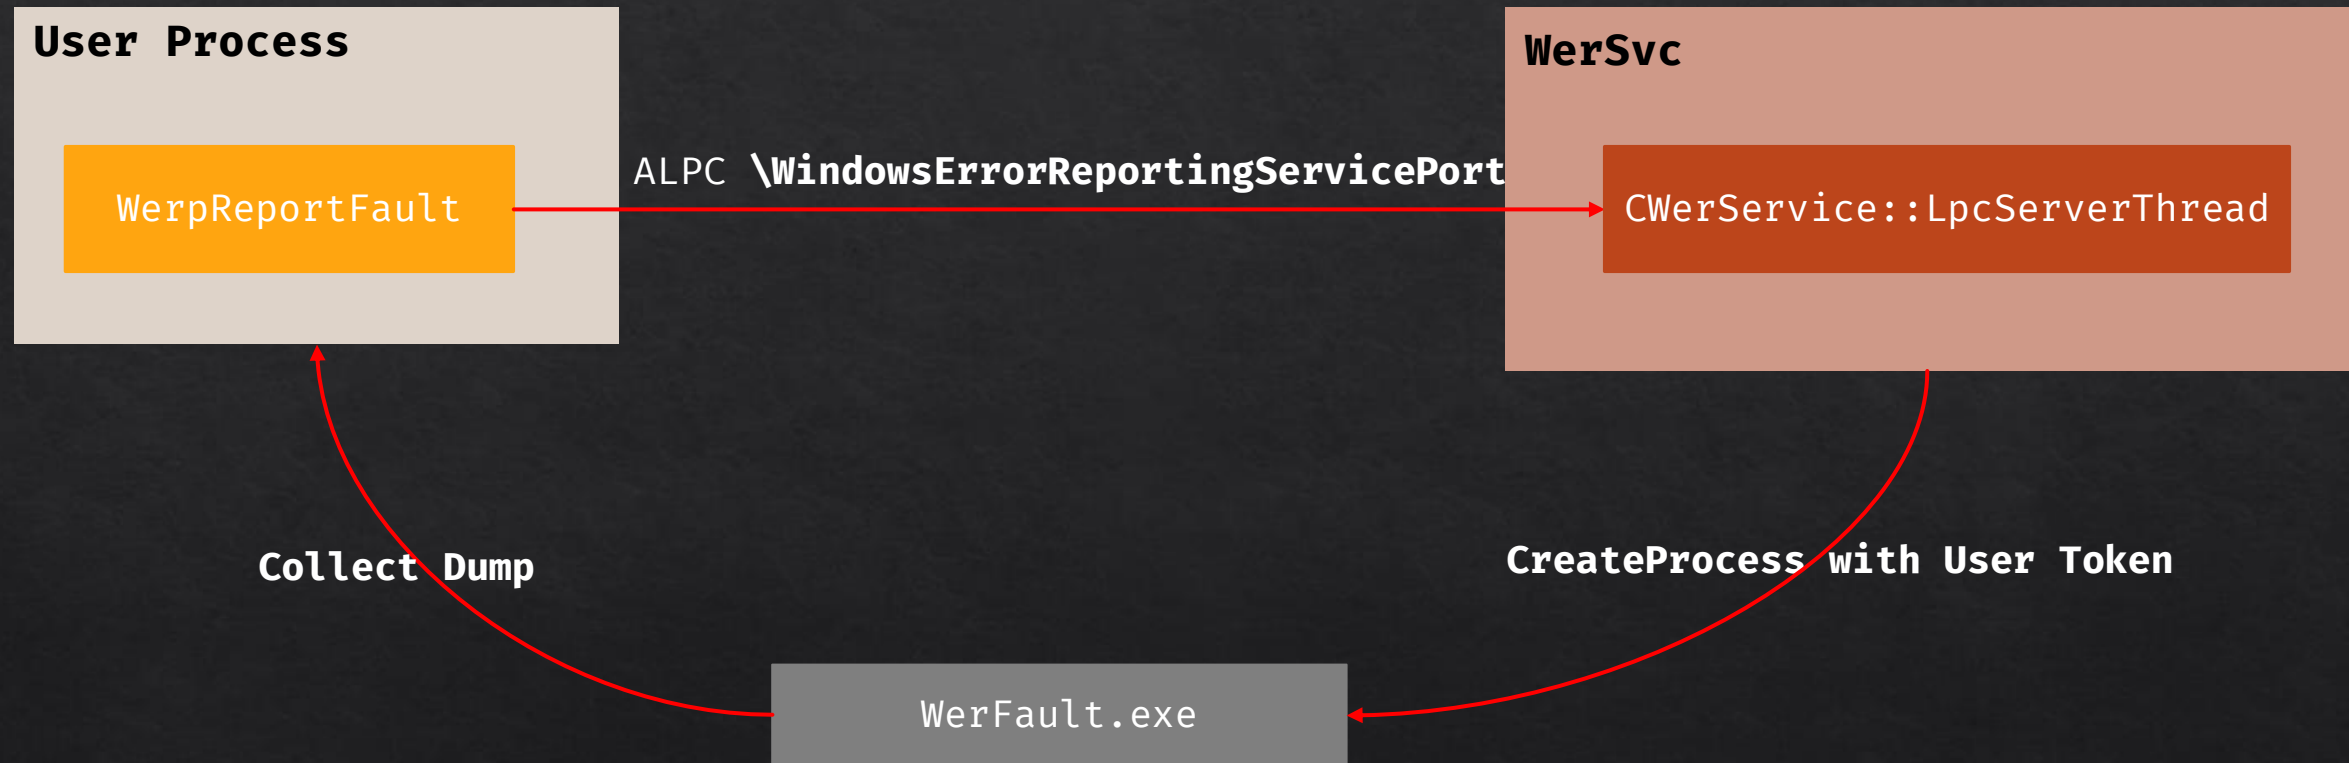 User Process
WerSvc
ALPC \WindowsErrorReportingServicePort
WerpReportFault
CWerService::LpcServerThread
Collect Dump
CreateProcess with User Token
WerFault.exe